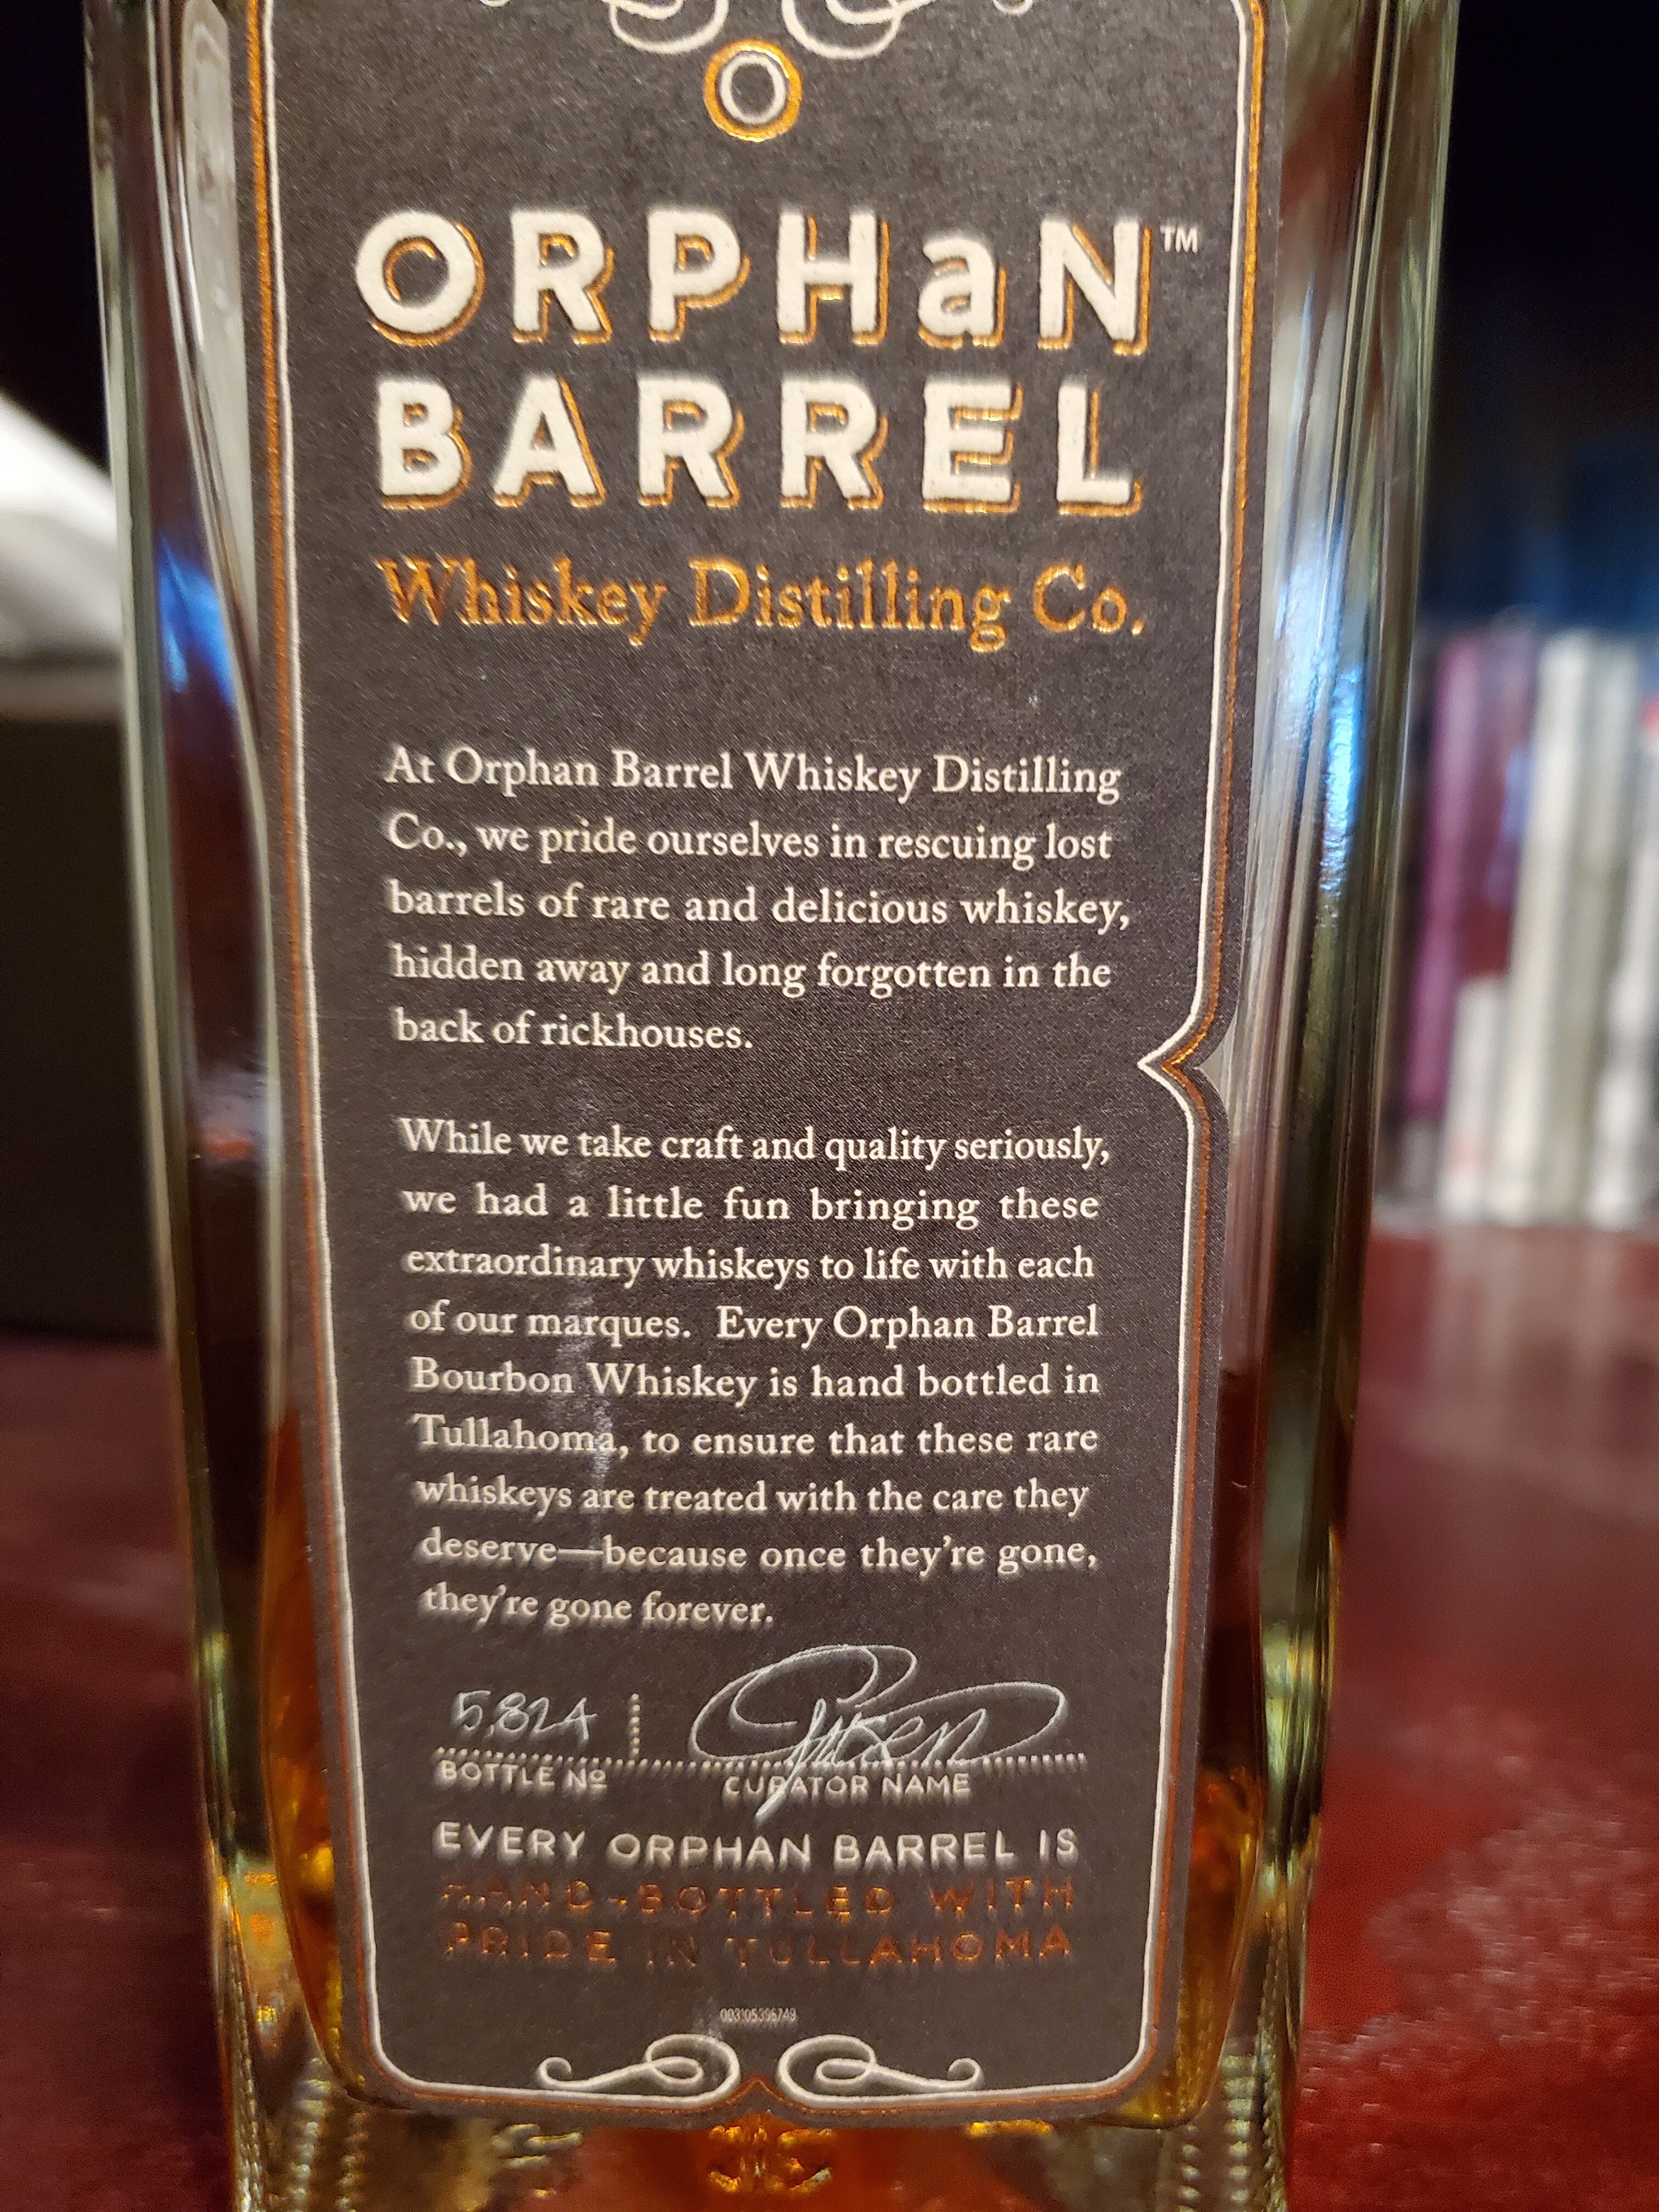 O
ORPHaN™
BARREL
Whiskey Distilling Co.
At Orphan Barrel Whiskey Distilling
Co., we pride ourselves in rescuing lost
barrels of rare and delicious whiskey,
hidden away and long forgotten in the
back of rickhouses.
While we take craft and quality seriously,
we had a little fun bringing these
extraordinary whiskeys to life with each
of our marques. Every Orphan Barrel
Bourbon Whiskey is hand bottled in
Tullahoma, to ensure that these rare
whiskeys are treated with the care they
deserve—because once they're gone,
they're gone forever.
5,824
BOTTLE Nº CURATOR NAME
EVERY ORPHAN BARREL IS
HAND-BOTTLED WITH
PRIDE IN TULLAHOMA